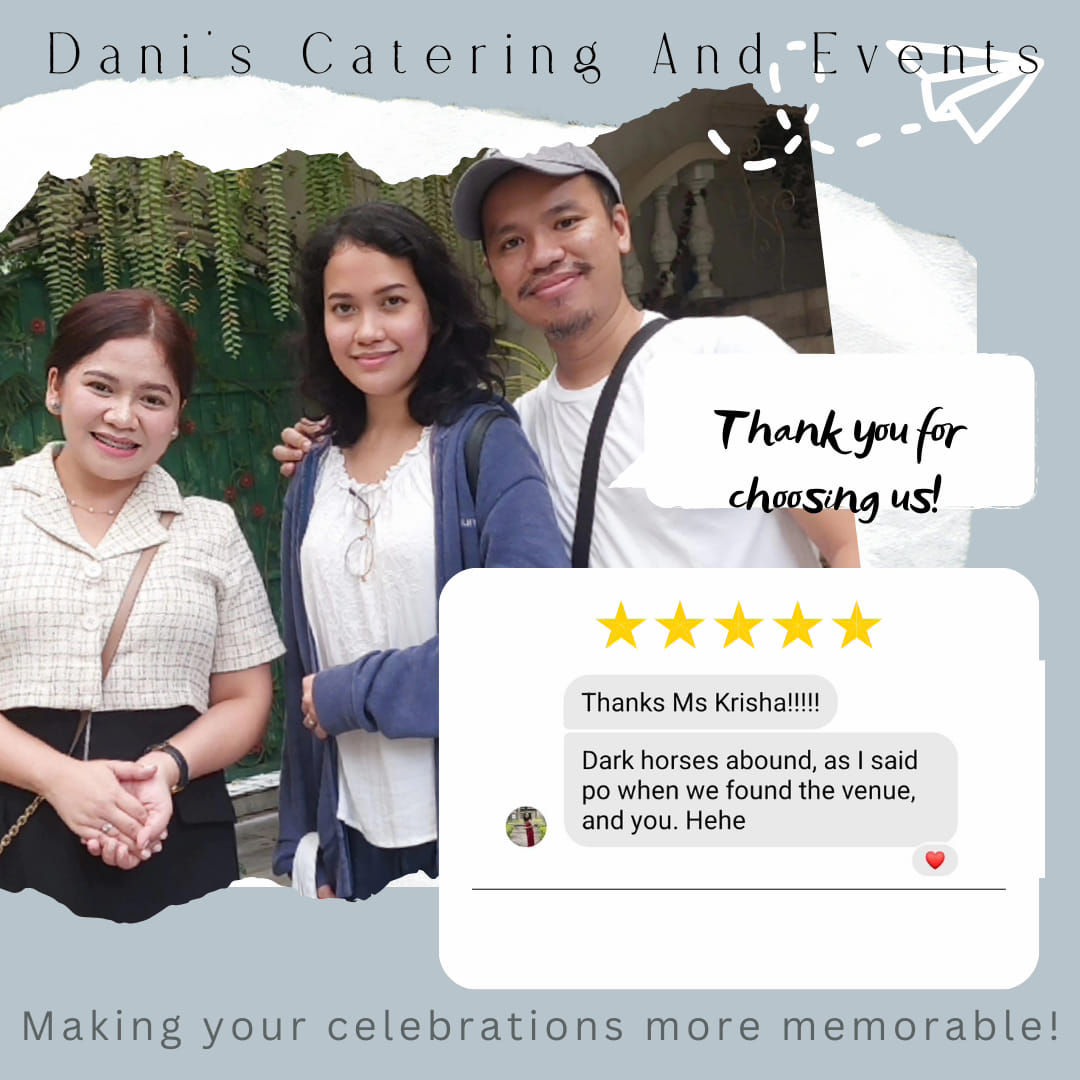 Dani's Catering And Events
Thank you for
choosing us!
Thanks Ms Krisha!!!!!
Dark horses abound, as I said
po when we found the venue,
and you. Hehe
Making your celebrations more memorable!